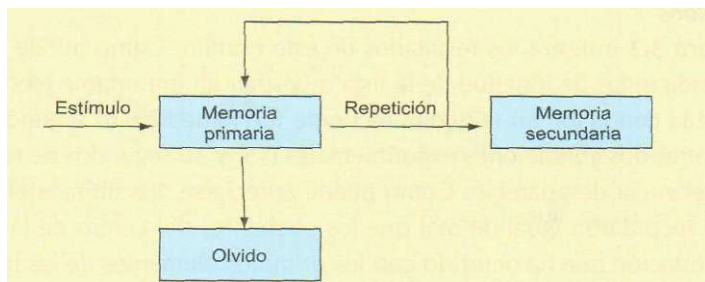 Estímulo
Memoria
primaria
Repetición
Memoria
secundaria
Olvido